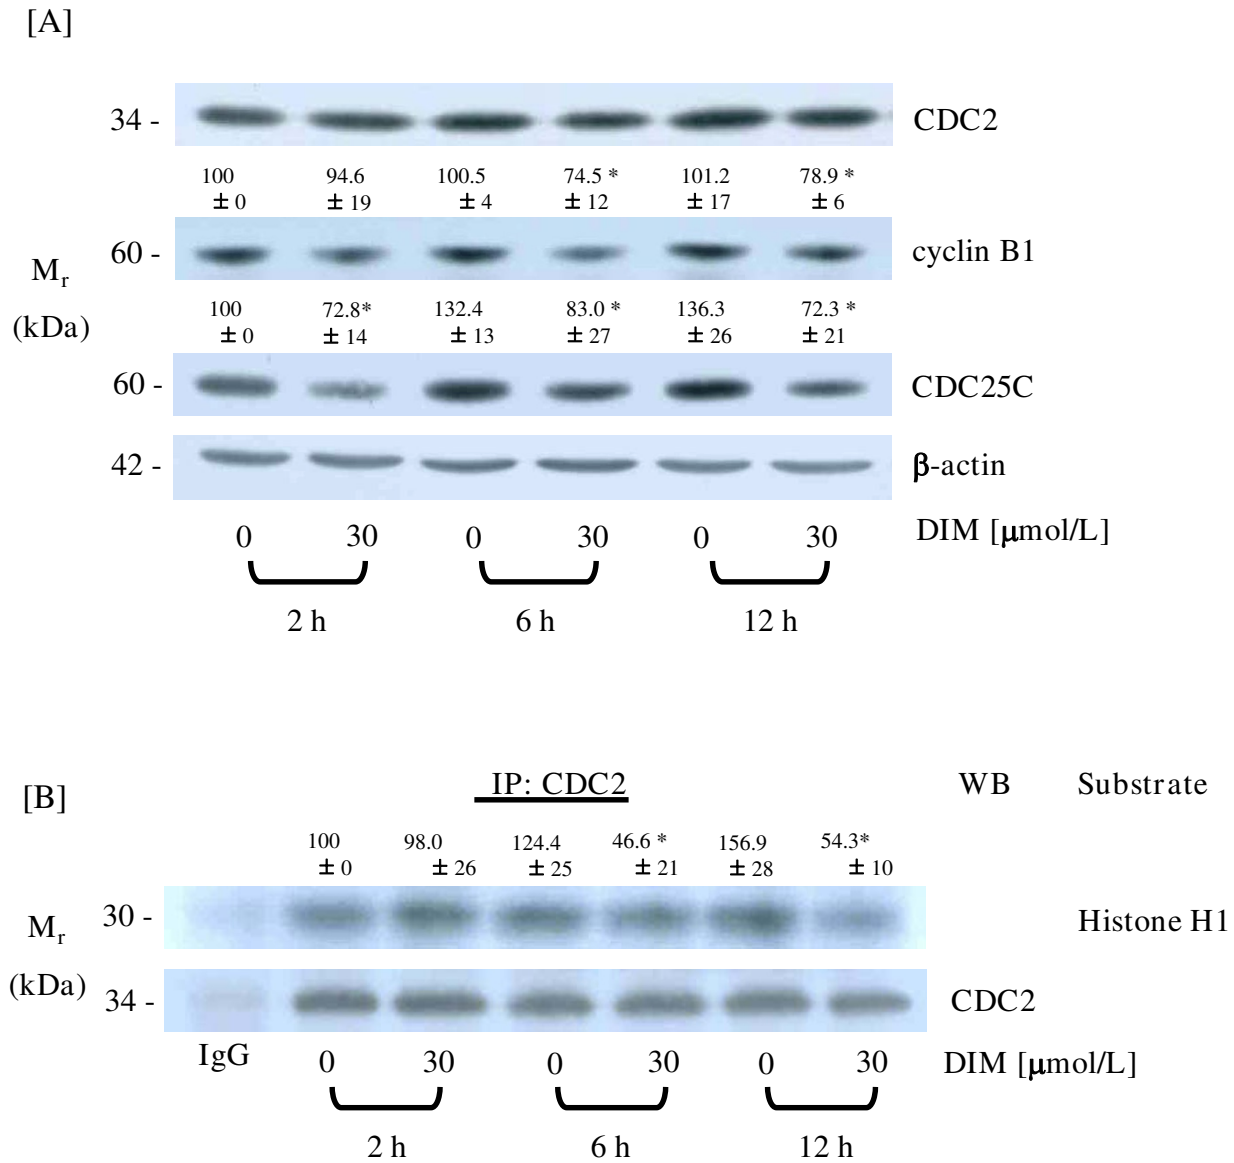 [A]
34 - CDC2
100 94.6 100.5 74.5 * 101.2 78.9 *
± 0 ± 19 ± 4 ± 12 ± 17 ± 6
60 - cyclin B1
Mr
(kDa)
100 72.8* 132.4 83.0 * 136.3 72.3 *
± 0 ± 14 ± 13 ± 27 ± 26 ± 21
60 - CDC25C
42 - β-actin
0 30 0 30 0 30 DIM [μmol/L]
2 h 6 h 12 h
[B] IP: CDC2 WB Substrate
100 98.0 124.4 46.6 * 156.9 54.3*
± 0 ± 26 ± 25 ± 21 ± 28 ± 10
30 - Histone H1
Mr
(kDa)
34 - CDC2
IgG 0 30 0 30 0 30 DIM [μmol/L]
2 h 6 h 12 h